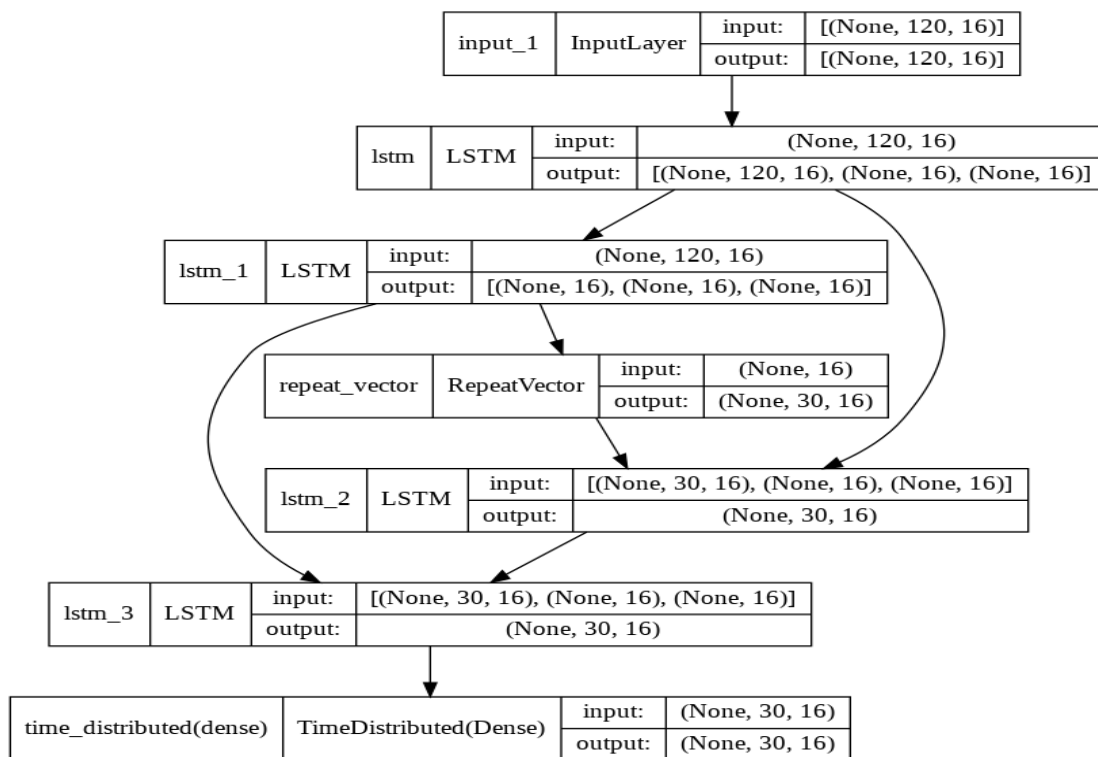 input_1 InputLayer input: [(None, 120, 16)]
output: [(None, 120, 16)]
lstm LSTM input: (None, 120, 16)
output: [(None, 120, 16), (None, 16), (None, 16)]
lstm_1 LSTM input: (None, 120, 16)
output: [(None, 16), (None, 16), (None, 16)]
repeat_vector RepeatVector input: (None, 16)
output: (None, 30, 16)
lstm_2 LSTM input: [(None, 30, 16), (None, 16), (None, 16)]
output: (None, 30, 16)
lstm_3 LSTM input: [(None, 30, 16), (None, 16), (None, 16)]
output: (None, 30, 16)
time_distributed(dense) TimeDistributed(Dense) input: (None, 30, 16)
output: (None, 30, 16)